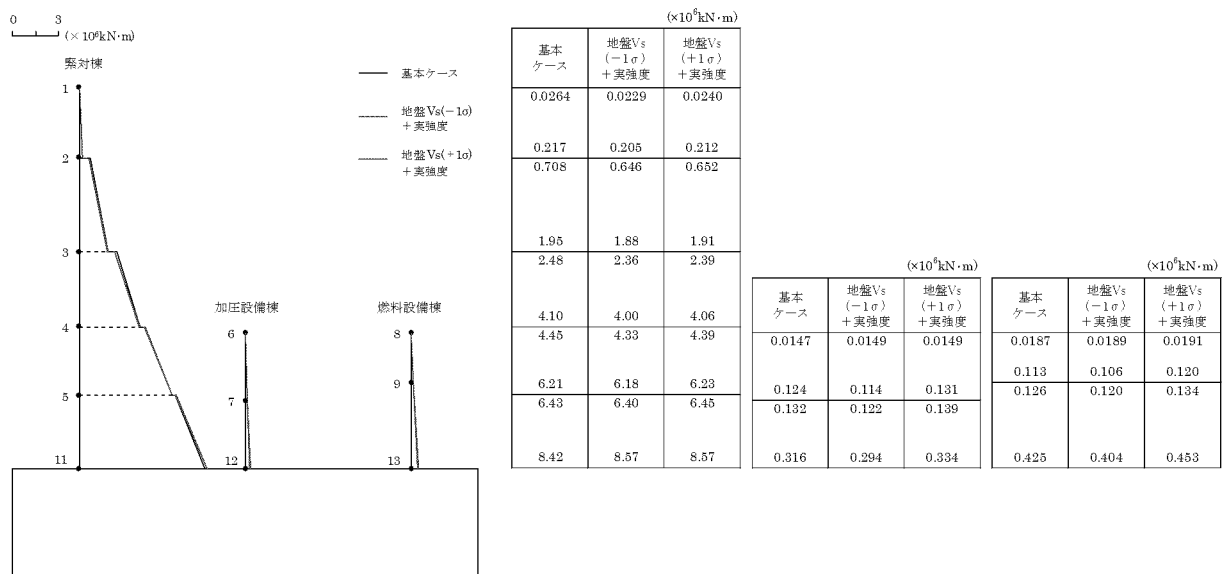 0 3
(×10⁶kN·m)
緊対棟
1
2
3
4
5
11
加圧設備棟
6
7
12
燃料設備棟
8
9
13
基本ケース
地盤Vs(-1σ)
+実強度
地盤Vs(+1σ)
+実強度
(×10⁶kN·m)
基本 地盤Vs 地盤Vs
ケース (-1σ) (+1σ)
+実強度 +実強度
0.0264 0.0229 0.0240
0.217 0.205 0.212
0.708 0.646 0.652
1.95 1.88 1.91
2.48 2.36 2.39
4.10 4.00 4.06
4.45 4.33 4.39
6.21 6.18 6.23
6.43 6.40 6.45
8.42 8.57 8.57
(×10⁶kN·m)
基本 地盤Vs 地盤Vs
ケース (-1σ) (+1σ)
+実強度 +実強度
0.0147 0.0149 0.0149
0.124 0.114 0.131
0.132 0.122 0.139
0.316 0.294 0.334
(×10⁶kN·m)
基本 地盤Vs 地盤Vs
ケース (-1σ) (+1σ)
+実強度 +実強度
0.0187 0.0189 0.0191
0.113 0.106 0.120
0.126 0.120 0.134
0.425 0.404 0.453